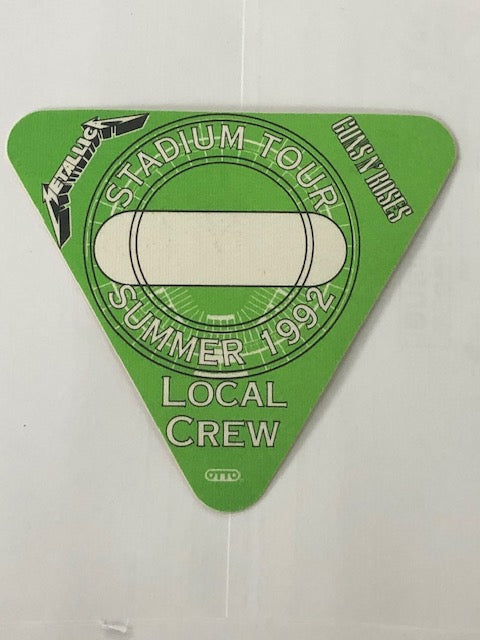 METALLICA
GUNS N' ROSES
STADIUM TOUR
SUMMER 1992
LOCAL
CREW
OTTO